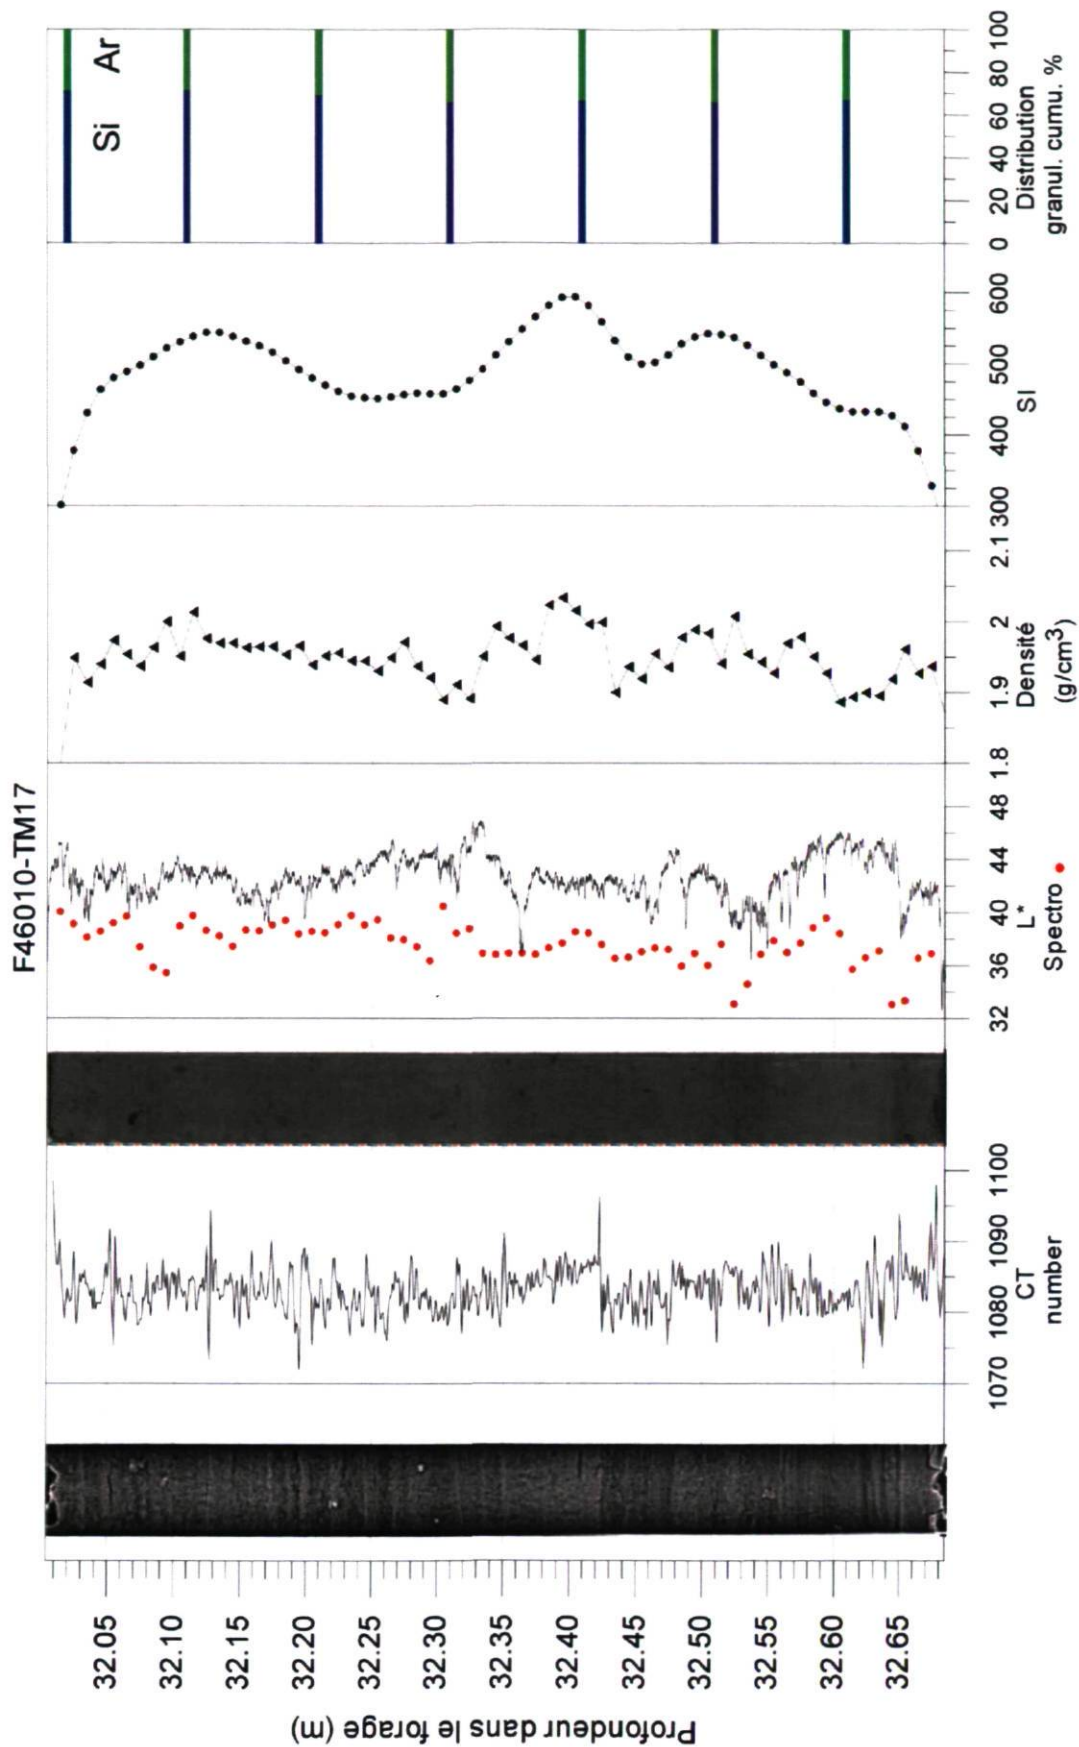 F46010-TM17
Profondeur dans le forage (m)
32.05
32.10
32.15
32.20
32.25
32.30
32.35
32.40
32.45
32.50
32.55
32.60
32.65
1070 1080 1090 1100
CT
number
32 36 40 44 48
L*
Spectro
1.8 1.9 2 2.1
Densité
(g/cm3)
300 400 500 600
SI
Si Ar
0 20 40 60 80 100
Distribution
granul. cumu. %